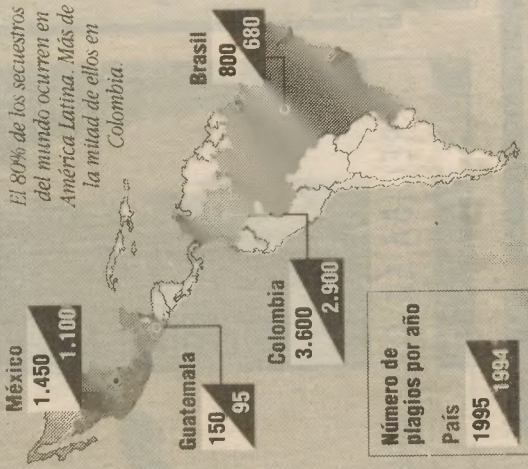 El 80% de los secuestros
del mundo ocurren en
América Latina. Más de
la mitad de ellos en
Colombia.
México
1.450
1.100
Guatemala
150
95
Colombia
3.600
2.900
Brasil
800
680
Número de
plagios por año
País
1995
1994